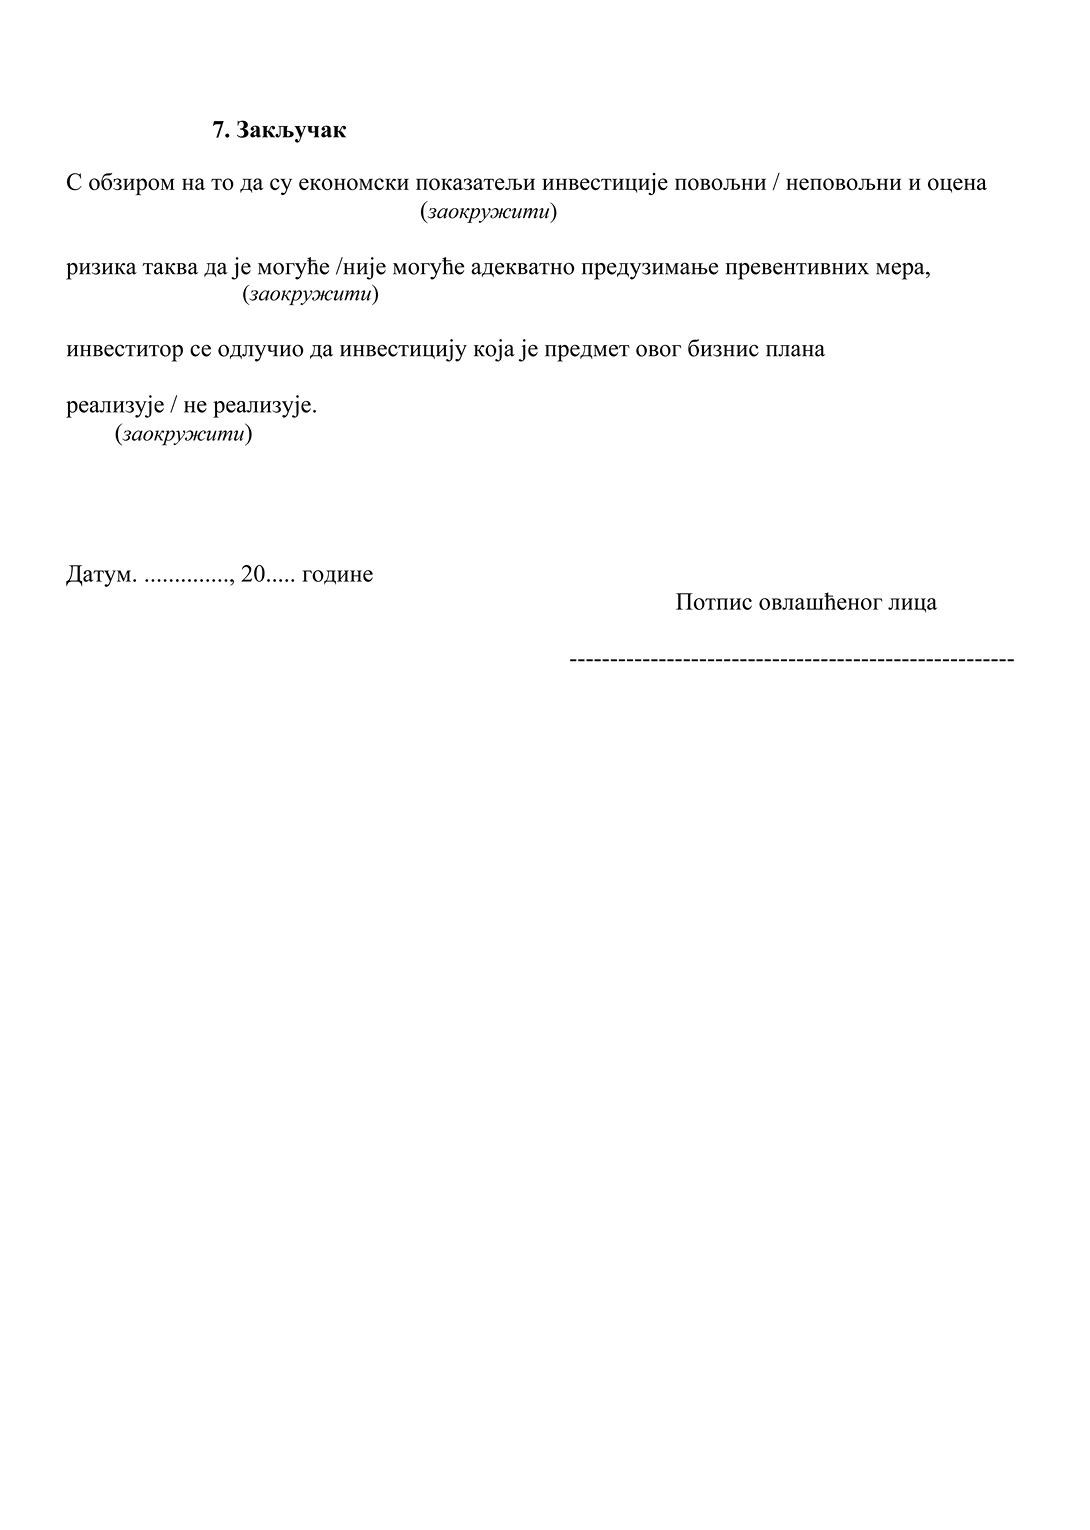 7. Закључак
С обзиром на то да су економски показатељи инвестиције повољни / неповољни и оцена
(заокружити)
ризика таква да је могуће /није могуће адекватно предузимање превентивних мера,
(заокружити)
инвеститор се одлучио да инвестицију која је предмет овог бизнис плана
реализује / не реализује.
(заокружити)
Датум. .............., 20..... године
Потпис овлашћеног лица
-------------------------------------------------------